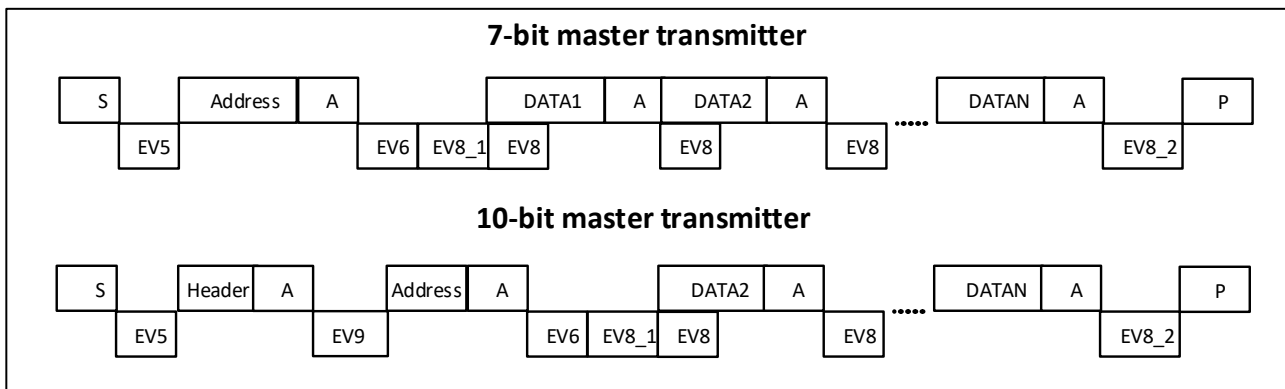 7-bit master transmitter
S Address A DATA1 A DATA2 A ..... DATAN A P
EV5 EV6 EV8_1 EV8 EV8 EV8 EV8_2
10-bit master transmitter
S Header A Address A DATA2 A ..... DATAN A P
EV5 EV9 EV6 EV8_1 EV8 EV8 EV8_2